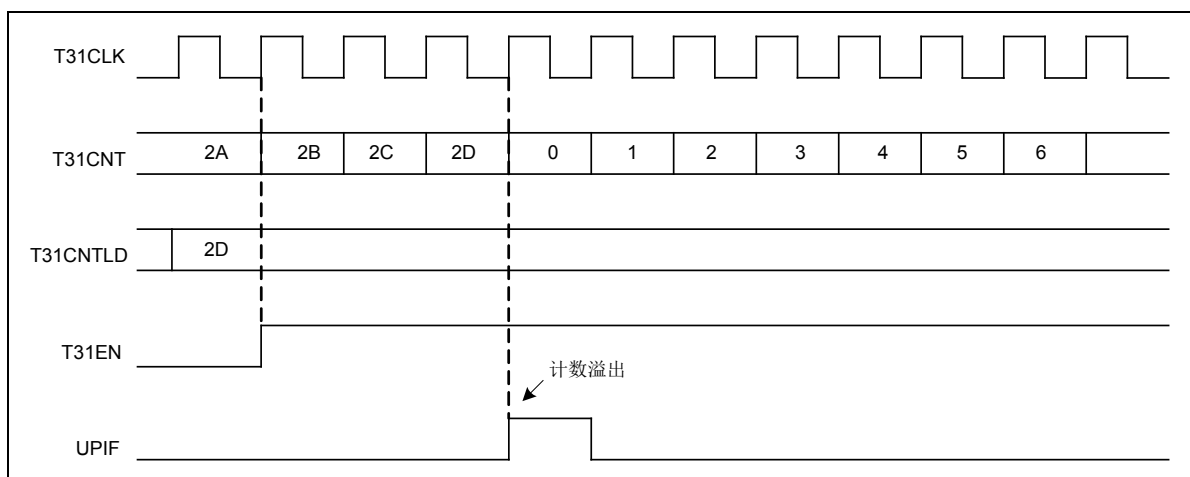 T31CLK
T31CNT 2A 2B 2C 2D 0 1 2 3 4 5 6
T31CNTLD 2D
T31EN
计数溢出
UPIF